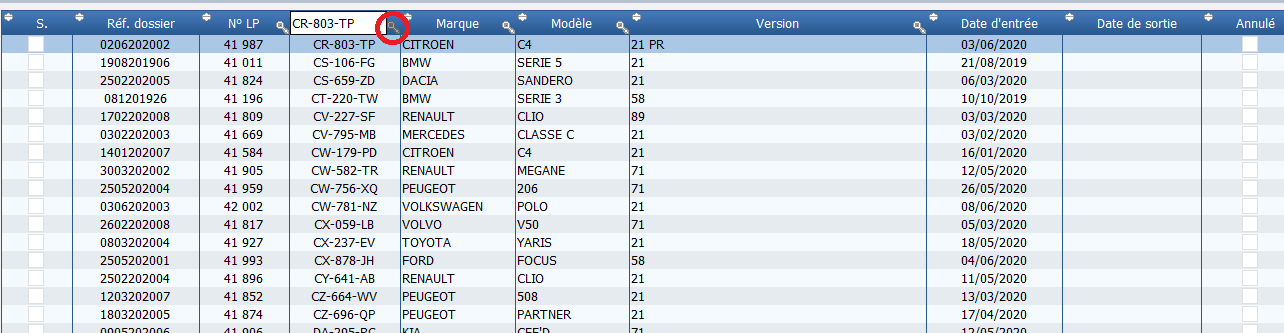 S. Réf. dossier N° LP CR-803-TP Marque Modèle Version Date d'entrée Date de sortie Annulé
0206202002 41 987 CR-803-TP CITROEN C4 21 PR 03/06/2020
1908201906 41 011 CS-106-FG BMW SERIE 5 21 21/08/2019
2502202005 41 824 CS-659-ZD DACIA SANDERO 21 06/03/2020
081201926 41 196 CT-220-TW BMW SERIE 3 58 10/10/2019
1702202008 41 809 CV-227-SF RENAULT CLIO 89 03/03/2020
0302202003 41 669 CV-795-MB MERCEDES CLASSE C 21 03/02/2020
1401202007 41 584 CW-179-PD CITROEN C4 21 16/01/2020
3003202002 41 905 CW-582-TR RENAULT MEGANE 71 12/05/2020
2505202004 41 959 CW-756-XQ PEUGEOT 206 71 26/05/2020
0306202003 42 002 CW-781-NZ VOLKSWAGEN POLO 21 08/06/2020
2602202008 41 817 CX-059-LB VOLVO V50 71 05/03/2020
0803202004 41 927 CX-237-EV TOYOTA YARIS 21 18/05/2020
2505202001 41 993 CX-878-JH FORD FOCUS 58 04/06/2020
2502202004 41 896 CY-641-AB RENAULT CLIO 21 11/05/2020
1203202007 41 852 CZ-664-WV PEUGEOT 508 21 13/03/2020
1803202005 41 874 CZ-696-QP PEUGEOT PARTNER 21 17/04/2020
0905202006 41 906 DA-295-RC KIA CEE'D 71 12/05/2020